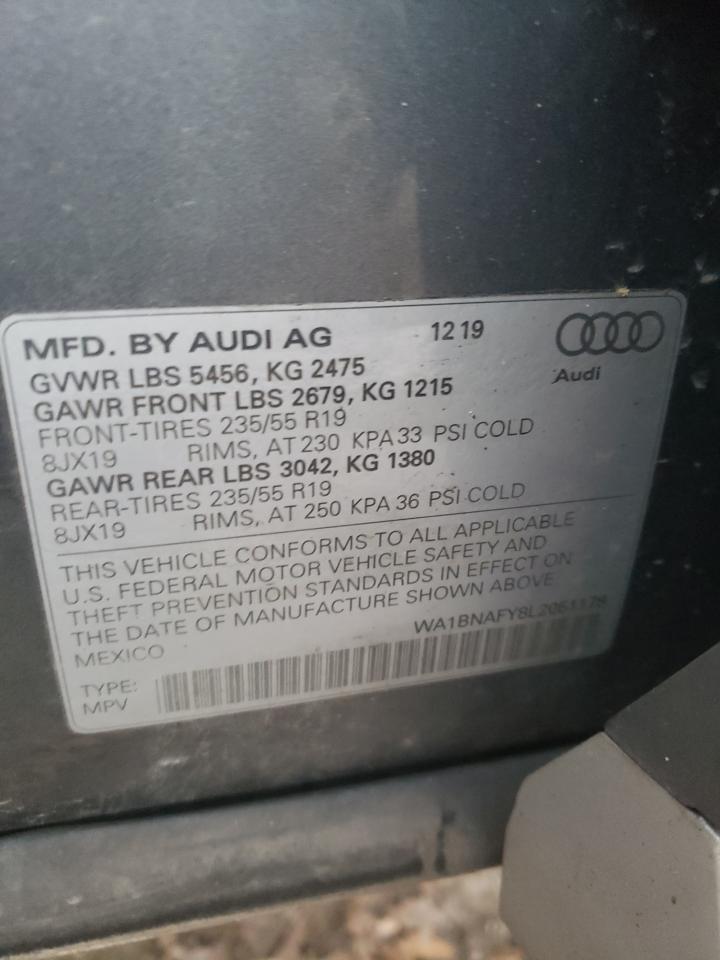 MFD. BY AUDI AG 12 19
Audi
GVWR LBS 5456, KG 2475
GAWR FRONT LBS 2679, KG 1215
FRONT-TIRES 235/55 R19
8JX19 RIMS, AT 230 KPA 33 PSI COLD
GAWR REAR LBS 3042, KG 1380
REAR-TIRES 235/55 R19
8JX19 RIMS, AT 250 KPA 36 PSI COLD
THIS VEHICLE CONFORMS TO ALL APPLICABLE
U.S. FEDERAL MOTOR VEHICLE SAFETY AND
THEFT PREVENTION STANDARDS IN EFFECT ON
THE DATE OF MANUFACTURE SHOWN ABOVE
MEXICO
TYPE:
MPV